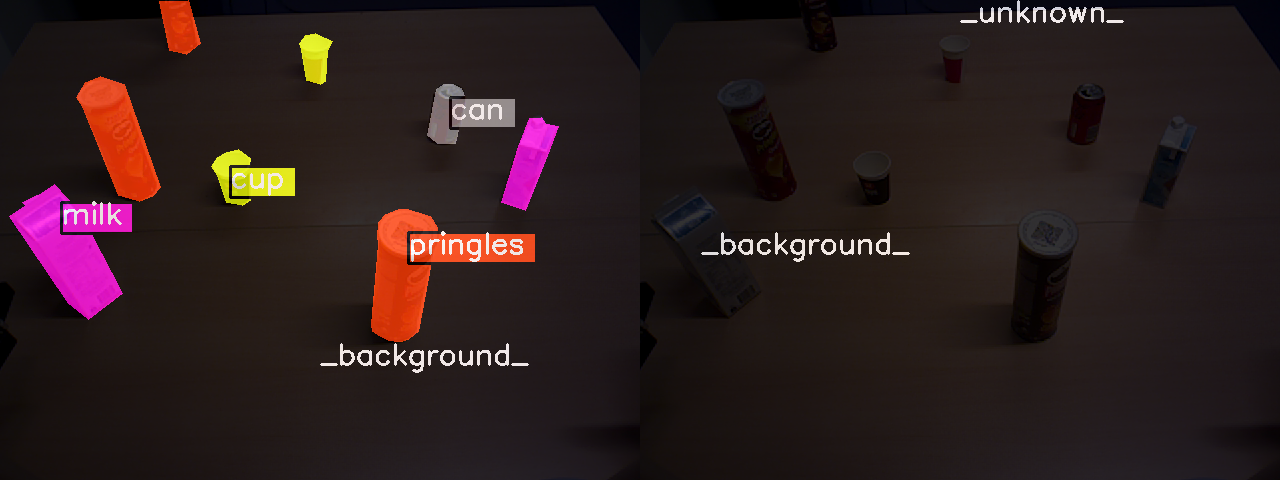 _unknown_
can
cup
milk
pringles
_background_
_background_